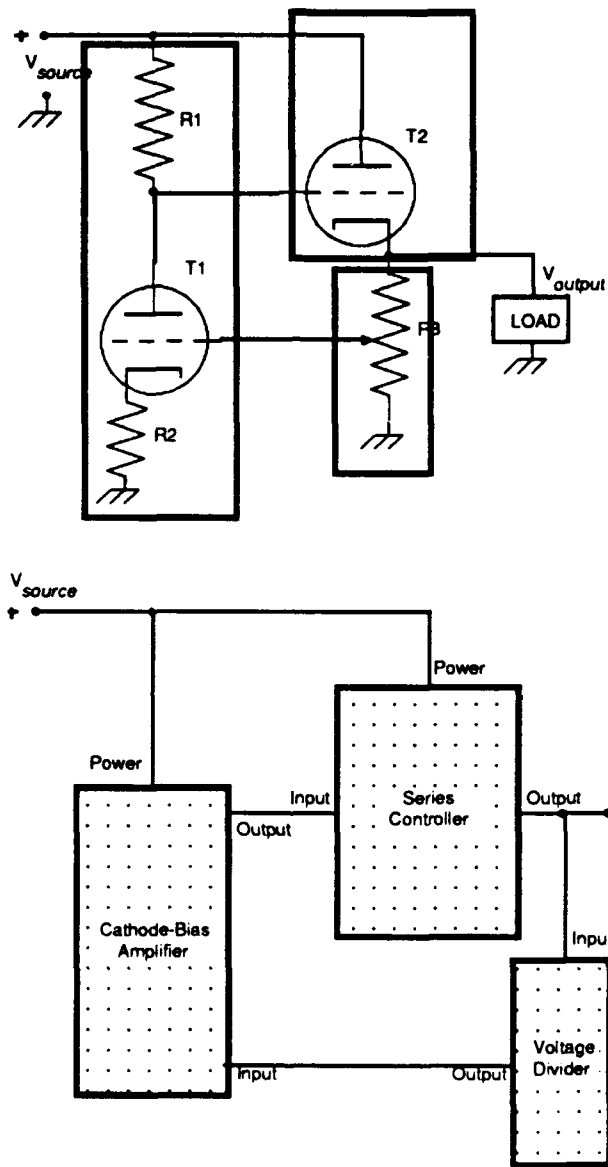 +
V source
R1
T2
T1
V output
LOAD
R2
V source
+
Power
Power
Input
Series
Controller
Output
Output
Cathode-Bias
Amplifier
Input
Input
Output
Voltage
Divider